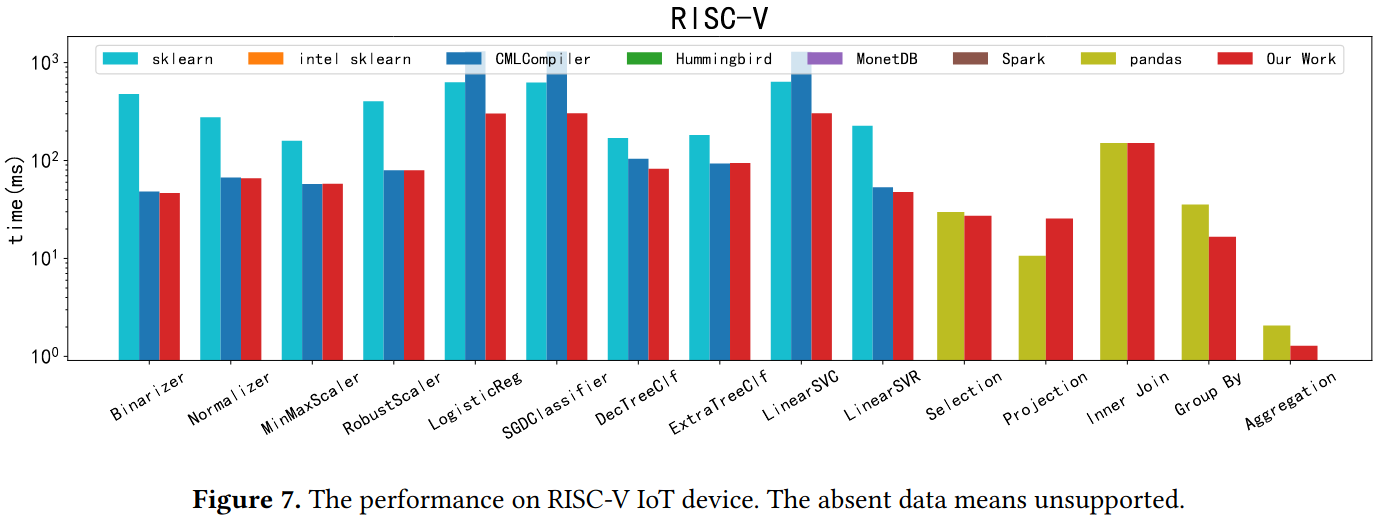 RISC-V
sklearn intel sklearn CMLCompiler Hummingbird MonetDB Spark pandas Our Work
time(ms)
10³
10²
10¹
10⁰
Binarizer Normalizer MinMaxScaler RobustScaler LogisticReg SGDClassifier DecTreeClf ExtraTreeClf LinearSVC LinearSVR Selection Projection Inner Join Group By Aggregation
Figure 7. The performance on RISC-V IoT device. The absent data means unsupported.